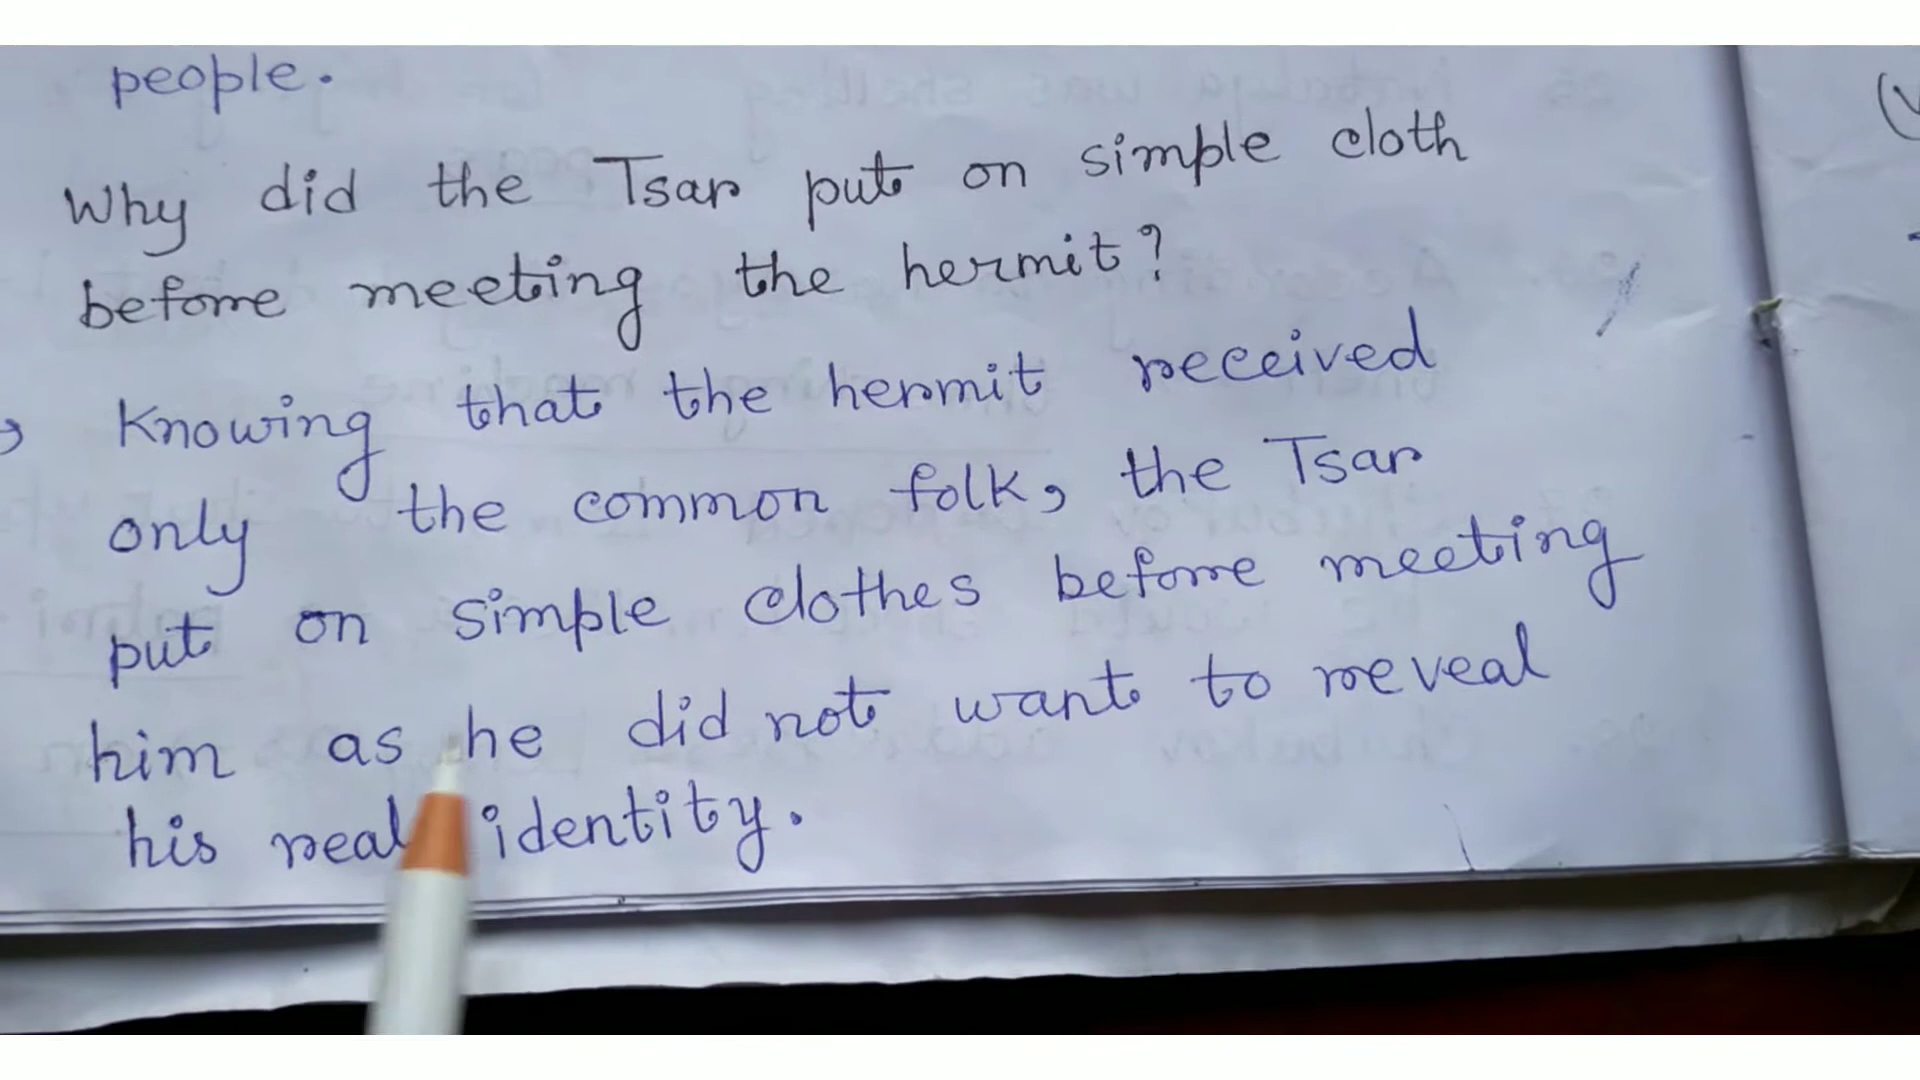 people.
Why did the Tsar put on simple cloth
before meeting the hermit?
Knowing that the hermit received
only the common folk, the Tsar
put on simple clothes before meeting
him as he did not want to reveal
his real identity.